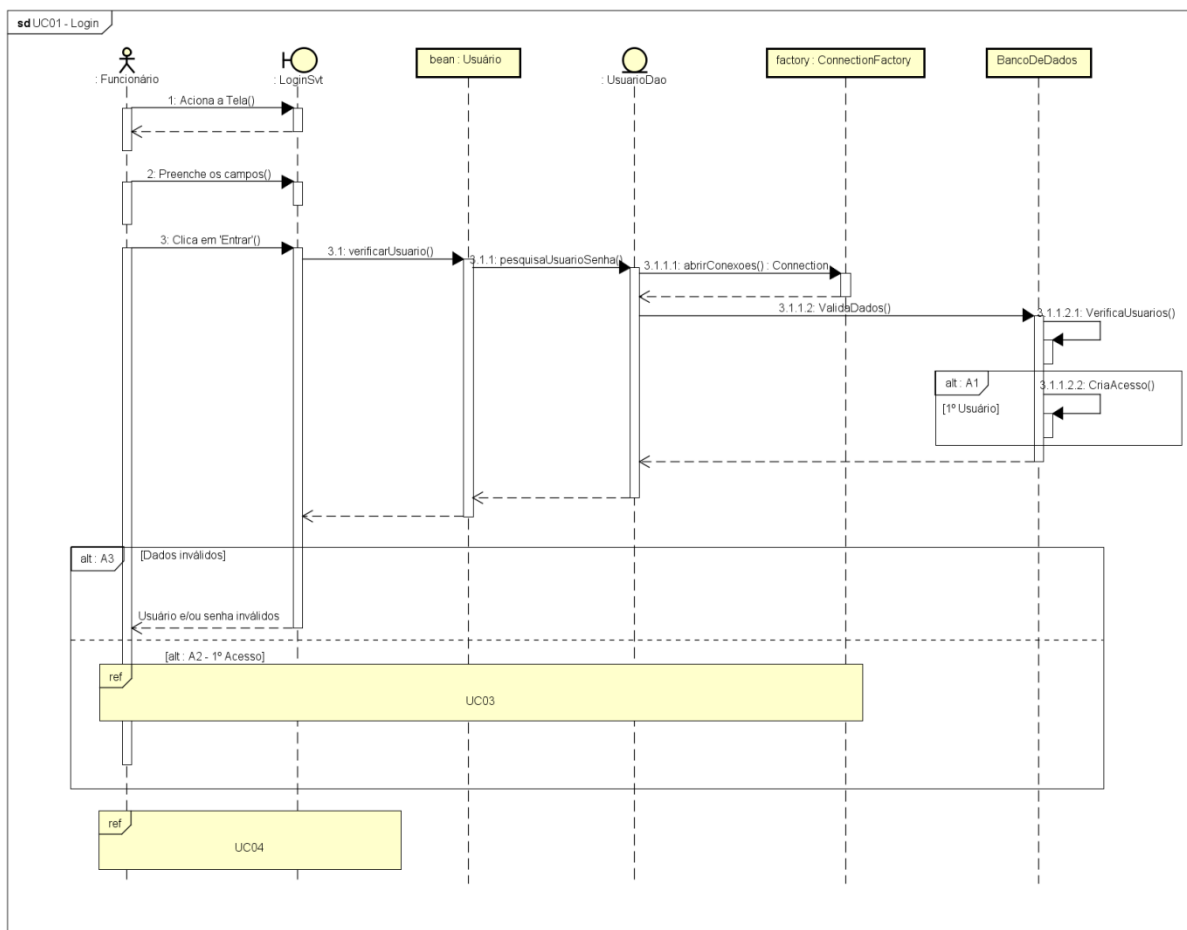 sd UC01 - Login
: Funcionário
: LoginSvt
bean : Usuário
: UsuarioDao
factory : ConnectionFactory
BancoDeDados
1: Aciona a Tela()
2: Preenche os campos()
3: Clica em 'Entrar'()
3.1: verificarUsuario()
3.1.1: pesquisaUsuarioSenha()
3.1.1.1: abrirConexoes() : Connection
3.1.1.2: ValidaDados()
3.1.1.2.1: VerificaUsuarios()
alt : A1
3.1.1.2.2: CriaAcesso()
[1º Usuário]
alt : A3
[Dados inválidos]
Usuário e/ou senha inválidos
[alt : A2 - 1º Acesso]
ref
UC03
ref
UC04